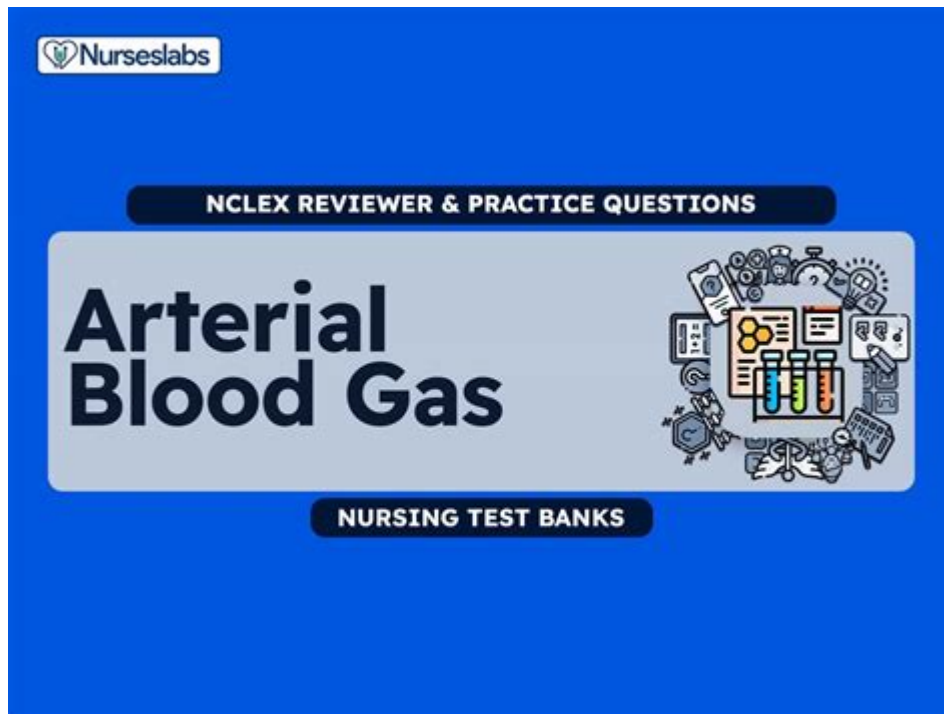 Nurseslabs
NCLEX REVIEWER & PRACTICE QUESTIONS
Arterial
Blood Gas
NURSING TEST BANKS